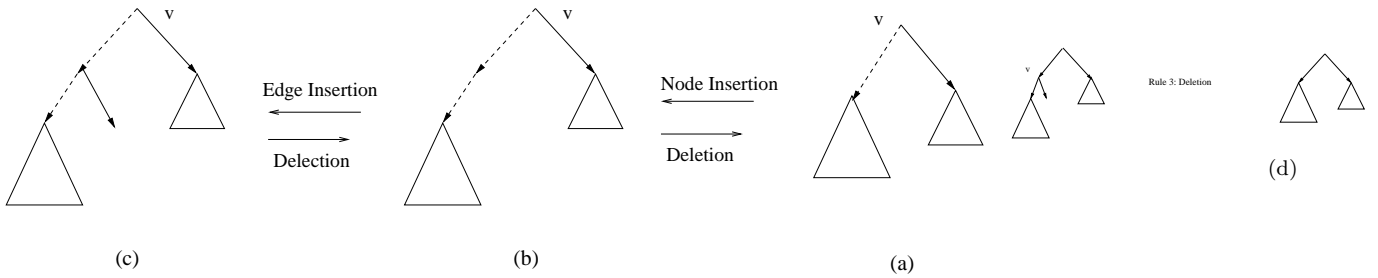 v
v
v
v
Edge Insertion
Delection
Node Insertion
Deletion
Rule 3: Deletion
(d)
(c)
(b)
(a)